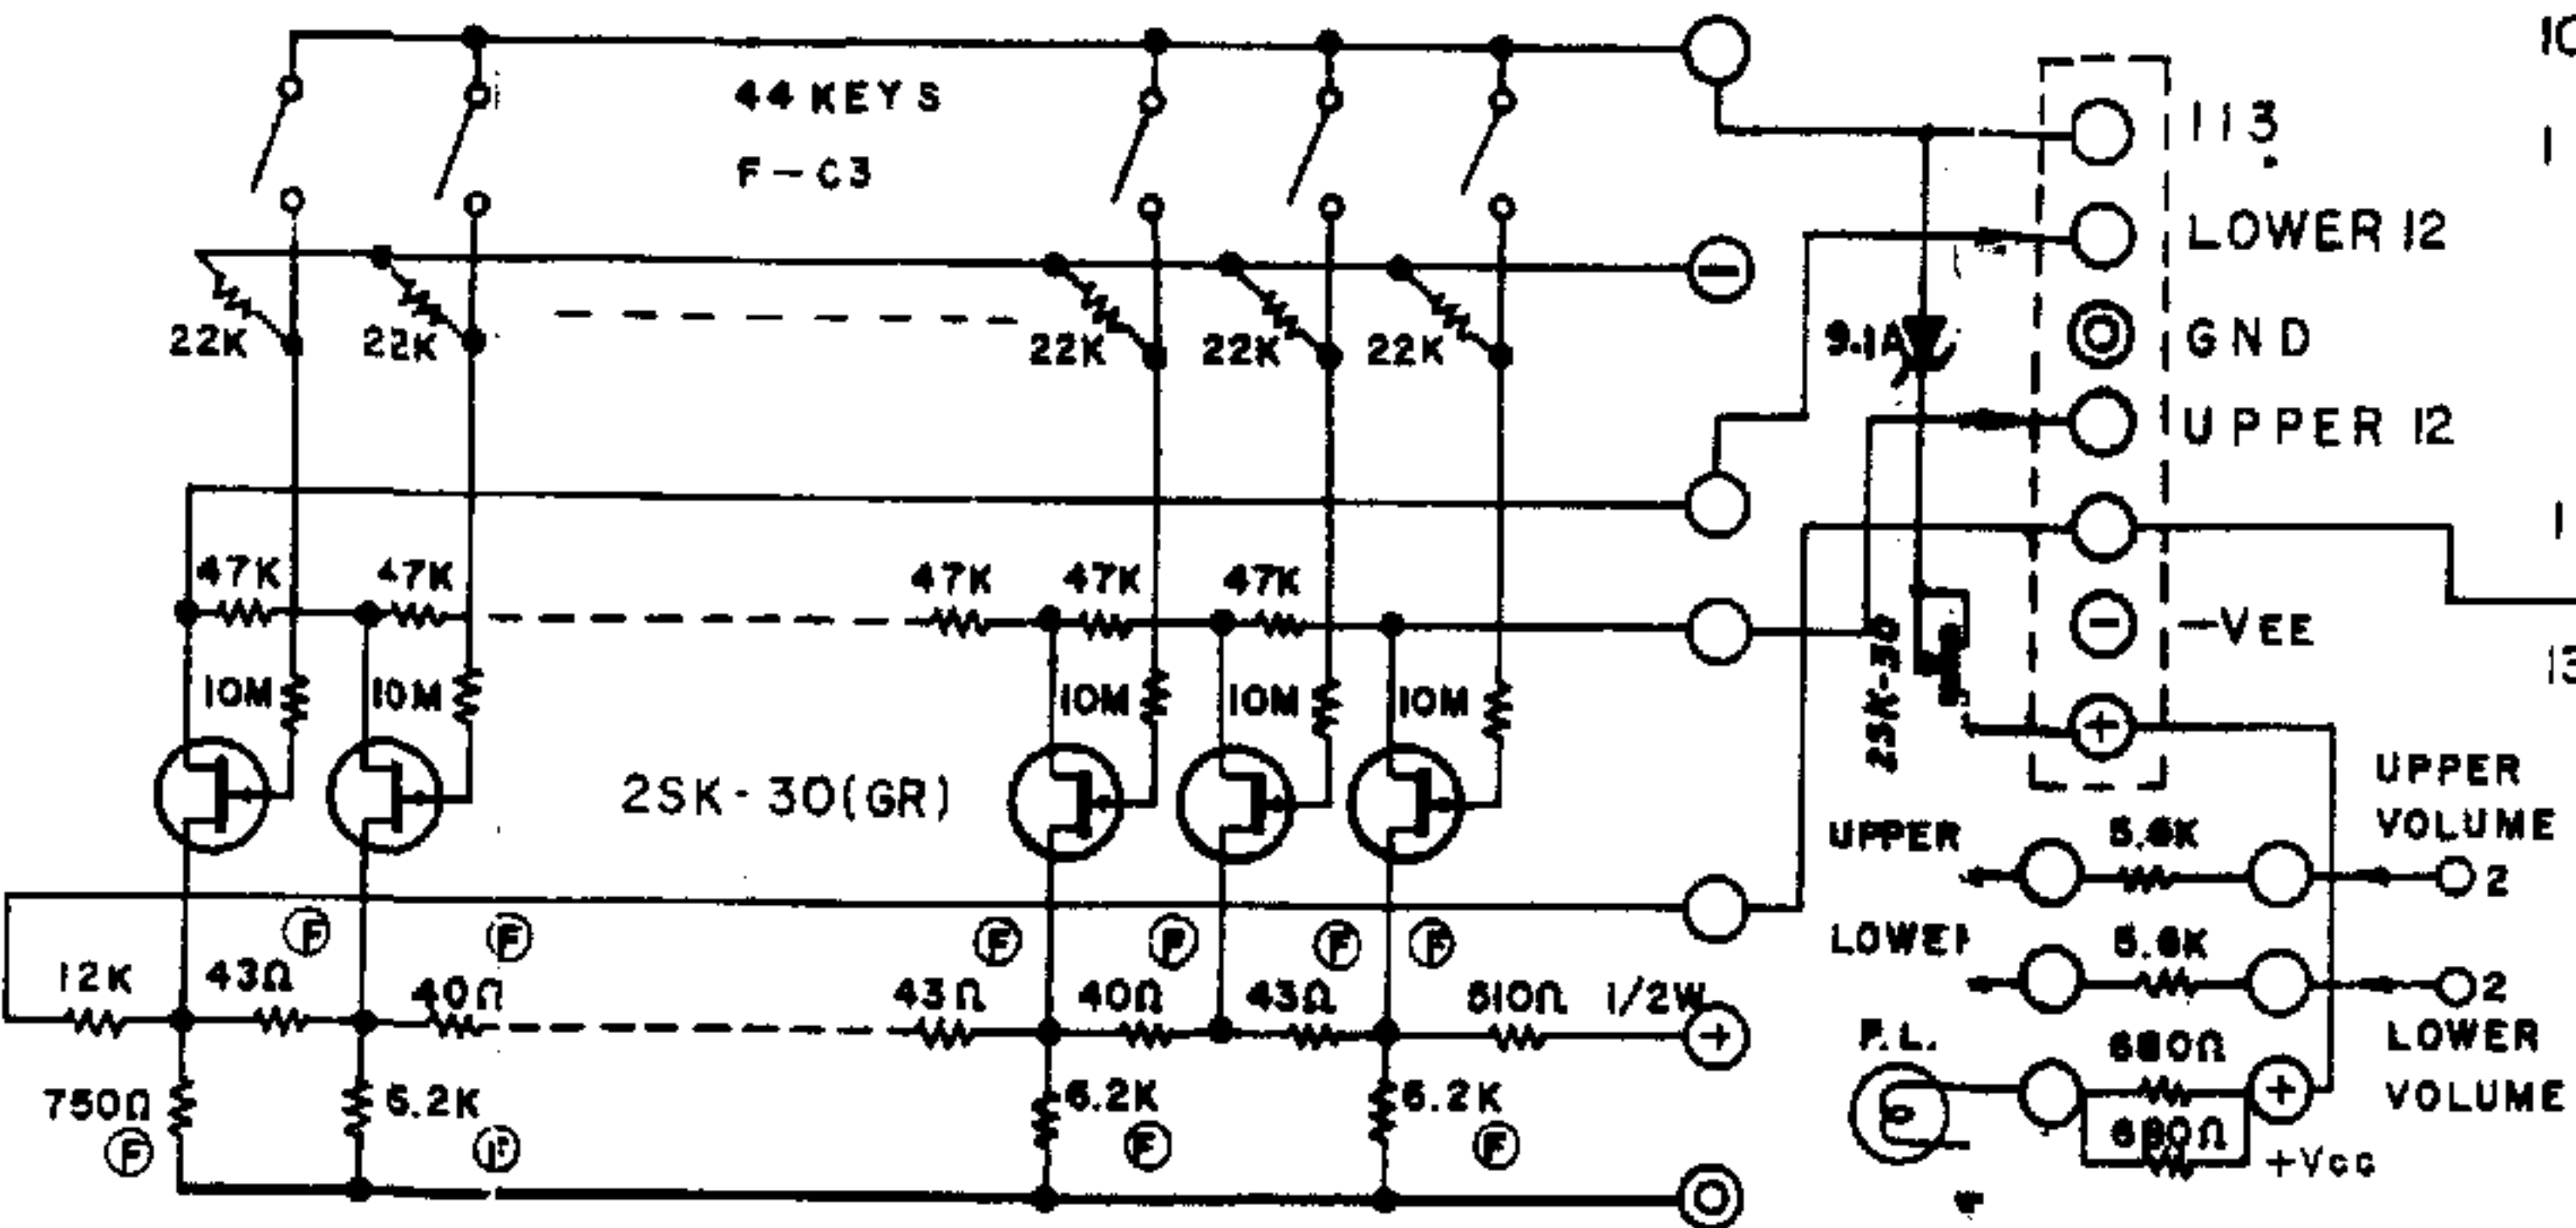 44 KEYS
F-C3
113
LOWER 12
GND
UPPER 12
-VEE
22K
22K
22K
22K
22K
9.1A
47K
47K
47K
47K
47K
10M
10M
10M
10M
10M
2SK-30(GR)
2SK-30
UPPER
5.6K
UPPER
VOLUME
2
LOWER
5.6K
2
LOWER
VOLUME
F
F
F
F
F
F
12K
43Ω
40Ω
43Ω
40Ω
43Ω
510Ω 1/2W
P.L.
680Ω
680Ω
+Vcc
750Ω
F
6.2K
F
6.2K
F